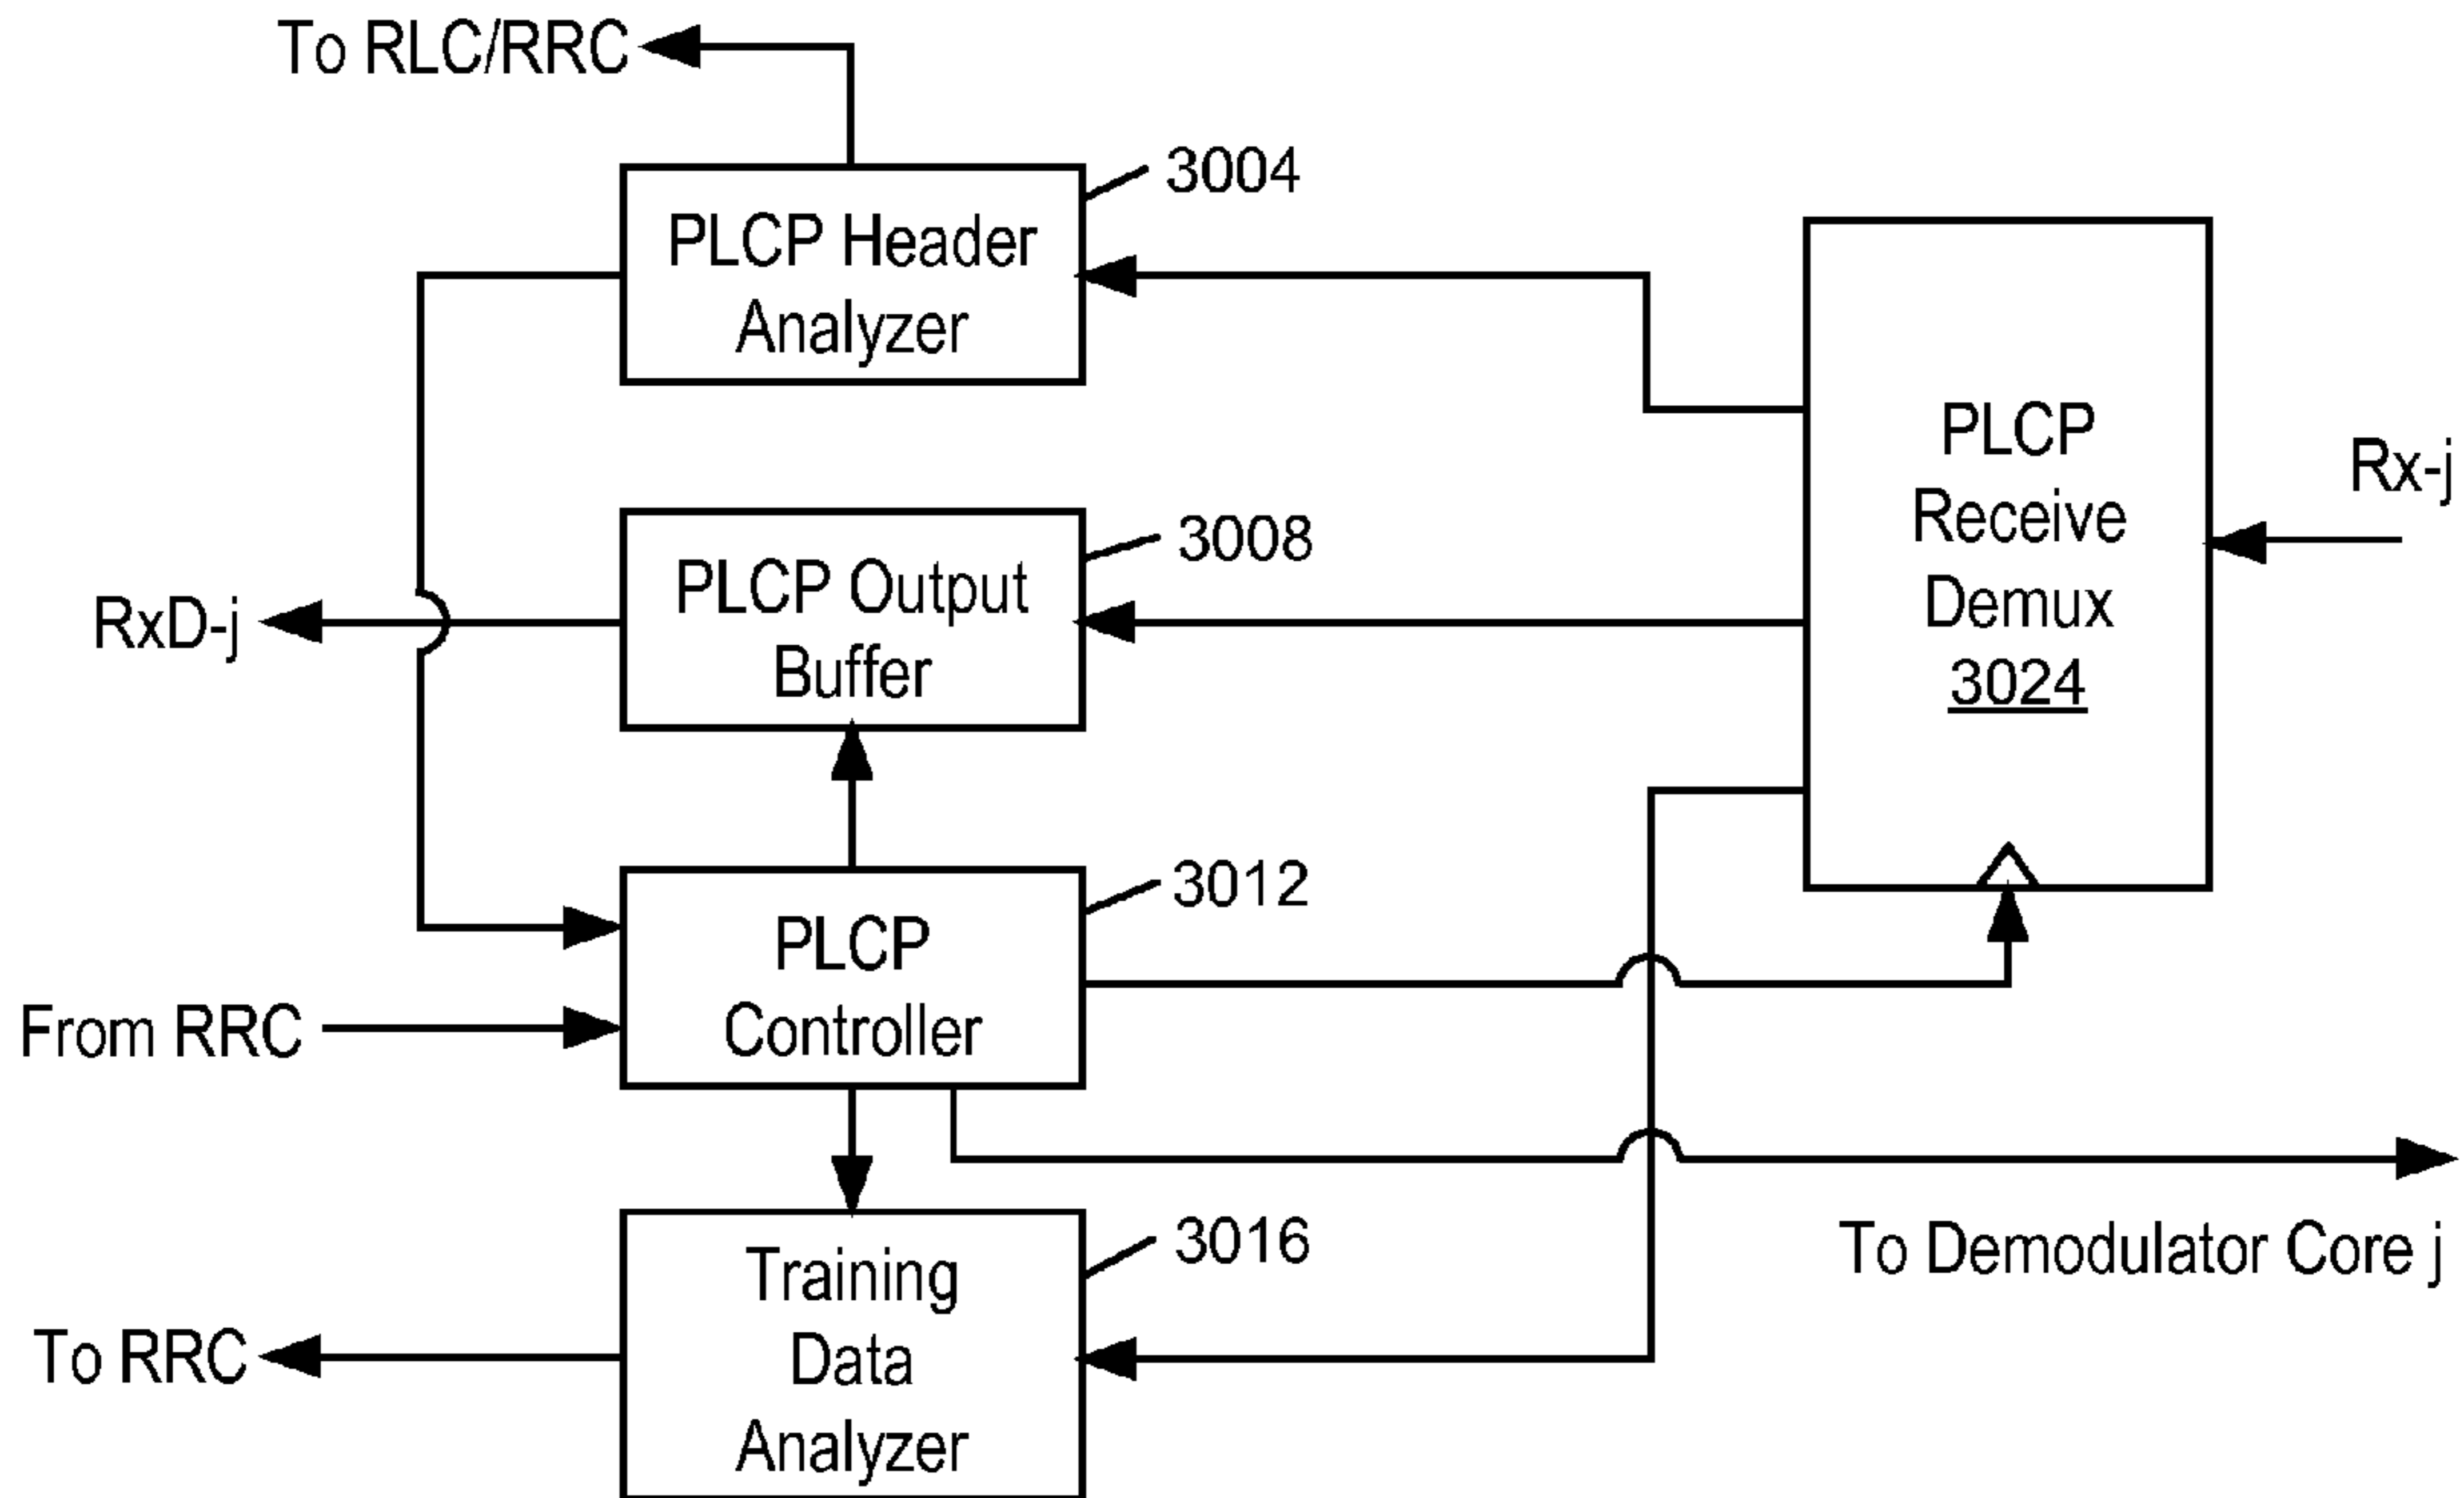 To RLC/RRC
3004
PLCP Header
Analyzer
PLCP
Receive
Demux
3024
Rx-j
3008
PLCP Output
Buffer
RxD-j
3012
PLCP
Controller
From RRC
3016
Training
Data
Analyzer
To Demodulator Core j
To RRC